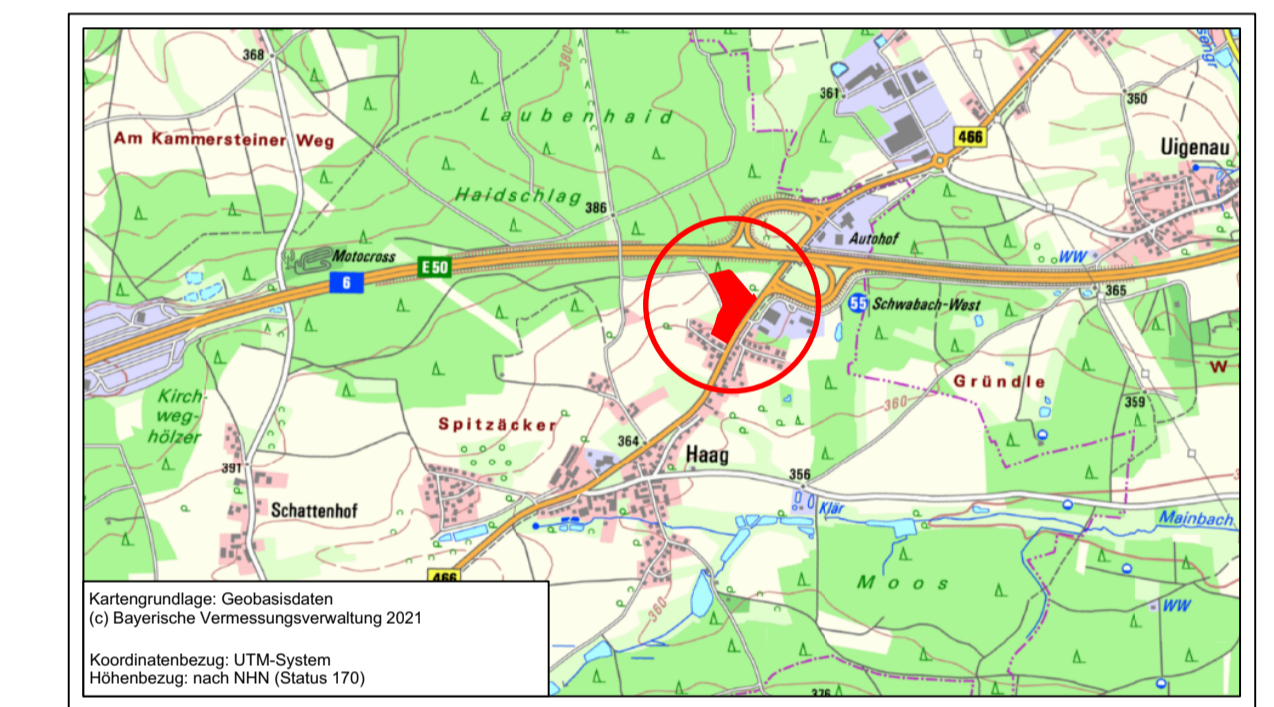 368
380
Laubenhaid
361
350
Am Kammersteiner Weg
466
Uigenau
Haidschlag
386
Autohof
Motocross
E 50
WW
6
365
55 Schwabach-West
Kirch-
weg-
hölzer
Gründle
W
360
359
Spitzäcker
364
Haag
391
356
Schattenhof
Klär
Mainbach
466
Moos
360
WW
376
Kartengrundlage: Geobasisdaten
(c) Bayerische Vermessungsverwaltung 2021
Koordinatenbezug: UTM-System
Höhenbezug: nach NHN (Status 170)